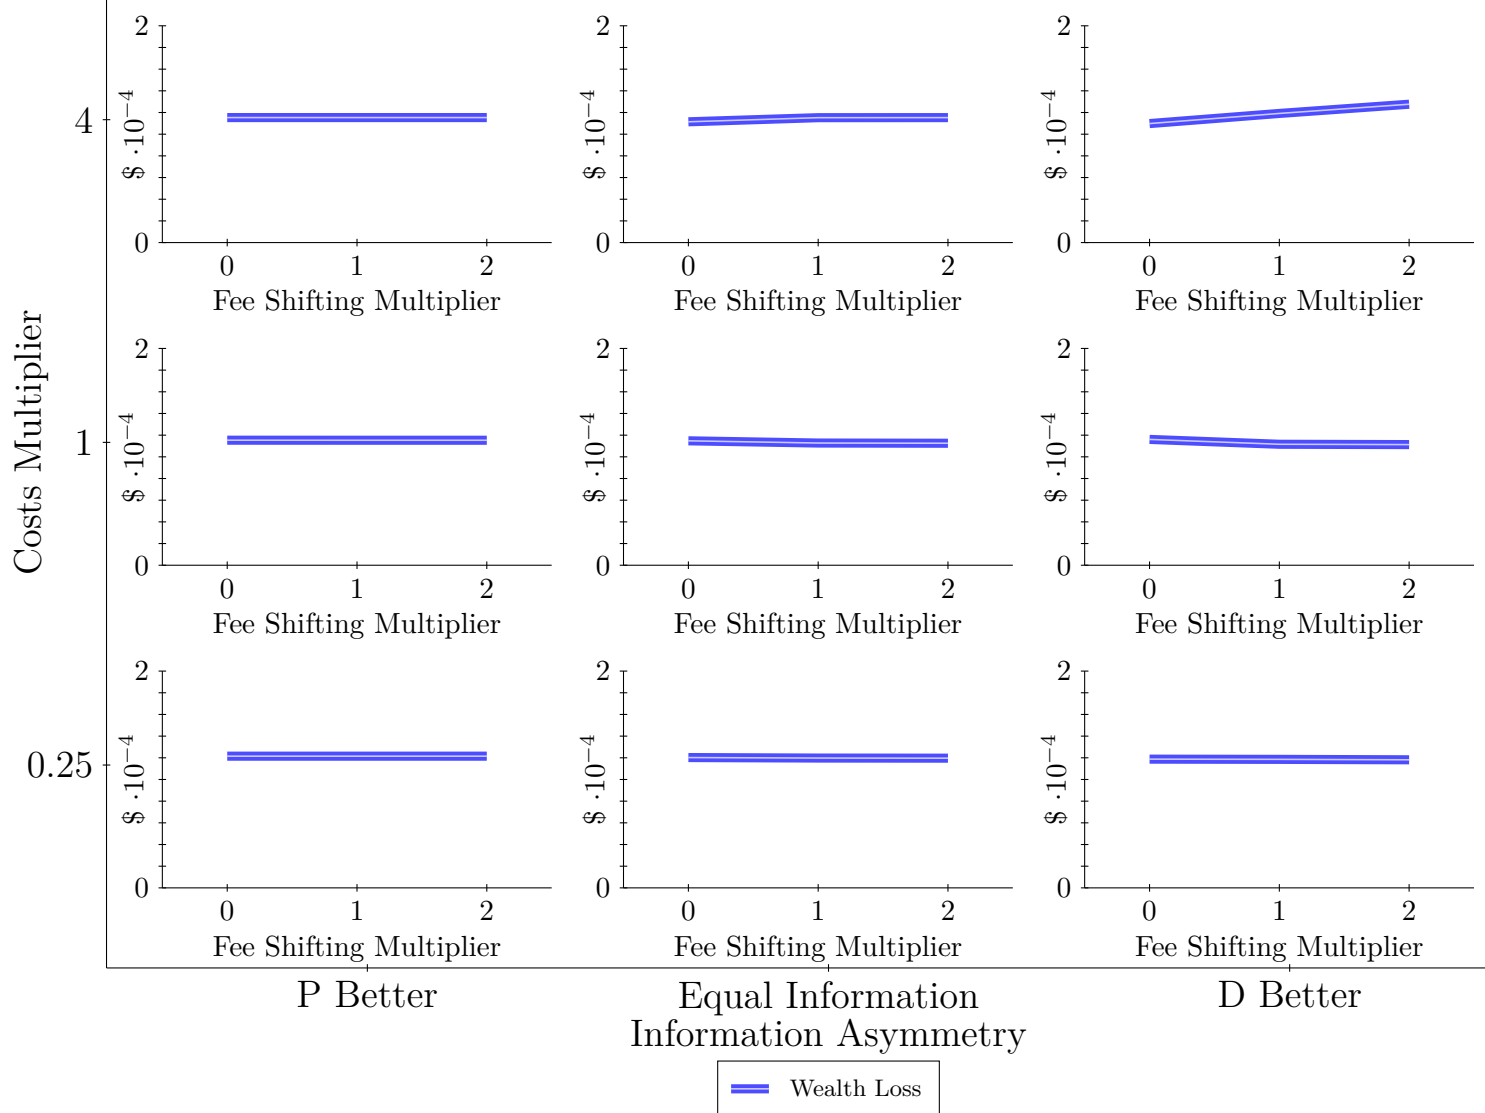 Costs Multiplier
4
2
0
$ ·10⁻⁴
0 1 2
Fee Shifting Multiplier
2
0
$ ·10⁻⁴
0 1 2
Fee Shifting Multiplier
2
0
$ ·10⁻⁴
0 1 2
Fee Shifting Multiplier
1
2
0
$ ·10⁻⁴
0 1 2
Fee Shifting Multiplier
2
0
$ ·10⁻⁴
0 1 2
Fee Shifting Multiplier
2
0
$ ·10⁻⁴
0 1 2
Fee Shifting Multiplier
0.25
2
0
$ ·10⁻⁴
0 1 2
Fee Shifting Multiplier
2
0
$ ·10⁻⁴
0 1 2
Fee Shifting Multiplier
2
0
$ ·10⁻⁴
0 1 2
Fee Shifting Multiplier
P Better
Equal Information
D Better
Information Asymmetry
Wealth Loss